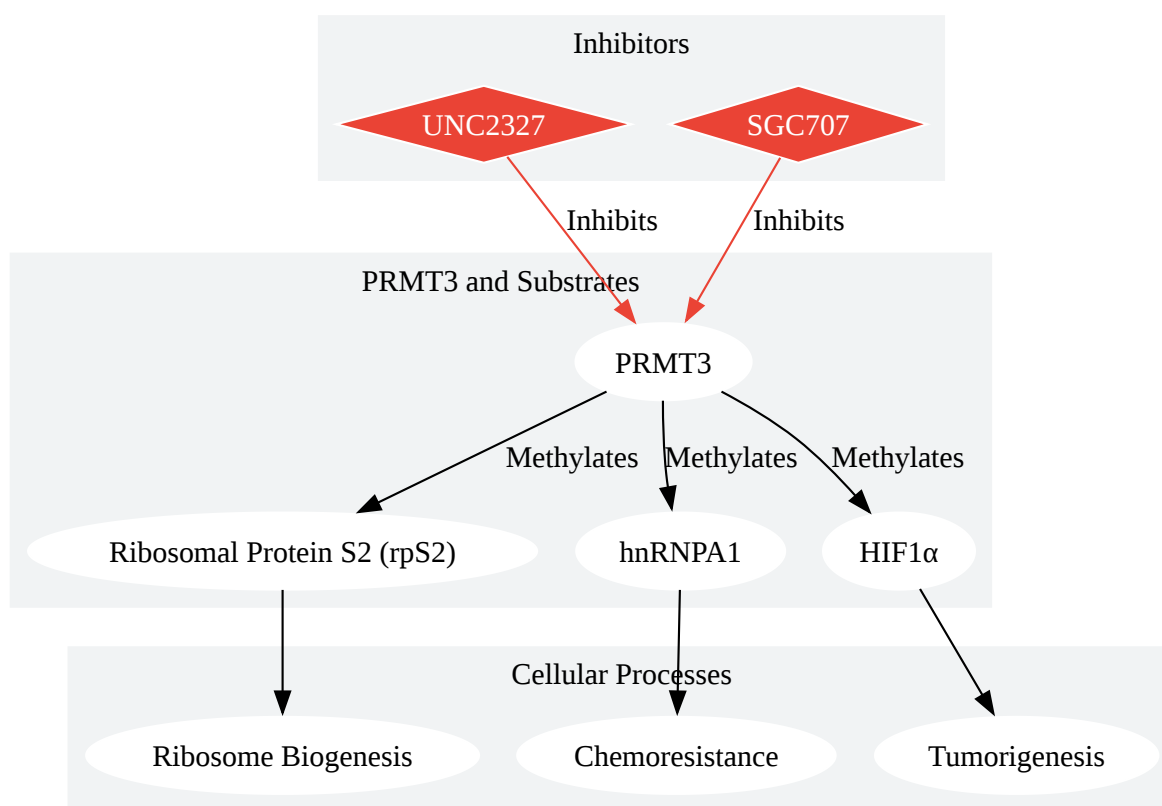 Inhibitors
UNC2327
SGC707
Inhibits
Inhibits
PRMT3 and Substrates
PRMT3
Methylates
Methylates
Methylates
Ribosomal Protein S2 (rpS2)
hnRNPA1
HIF1α
Cellular Processes
Ribosome Biogenesis
Chemoresistance
Tumorigenesis